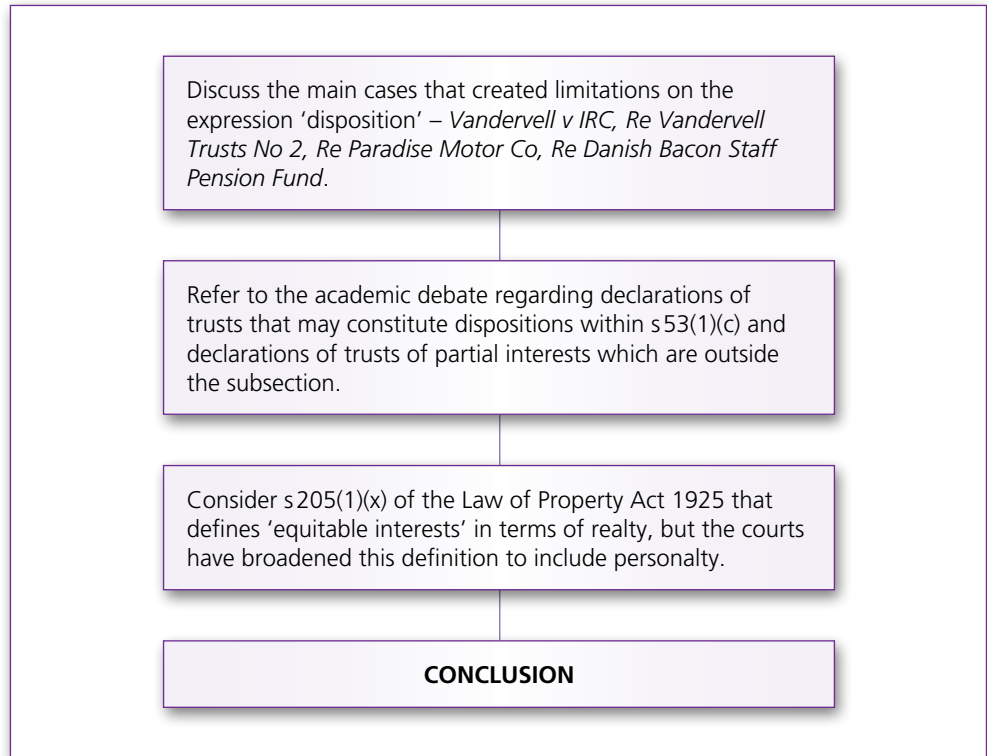 Discuss the main cases that created limitations on the
expression ‘disposition’ – Vandervell v IRC, Re Vandervell
Trusts No 2, Re Paradise Motor Co, Re Danish Bacon Staff
Pension Fund.
Refer to the academic debate regarding declarations of
trusts that may constitute dispositions within s 53(1)(c) and
declarations of trusts of partial interests which are outside
the subsection.
Consider s 205(1)(x) of the Law of Property Act 1925 that
defines ‘equitable interests’ in terms of realty, but the courts
have broadened this definition to include personalty.
CONCLUSION